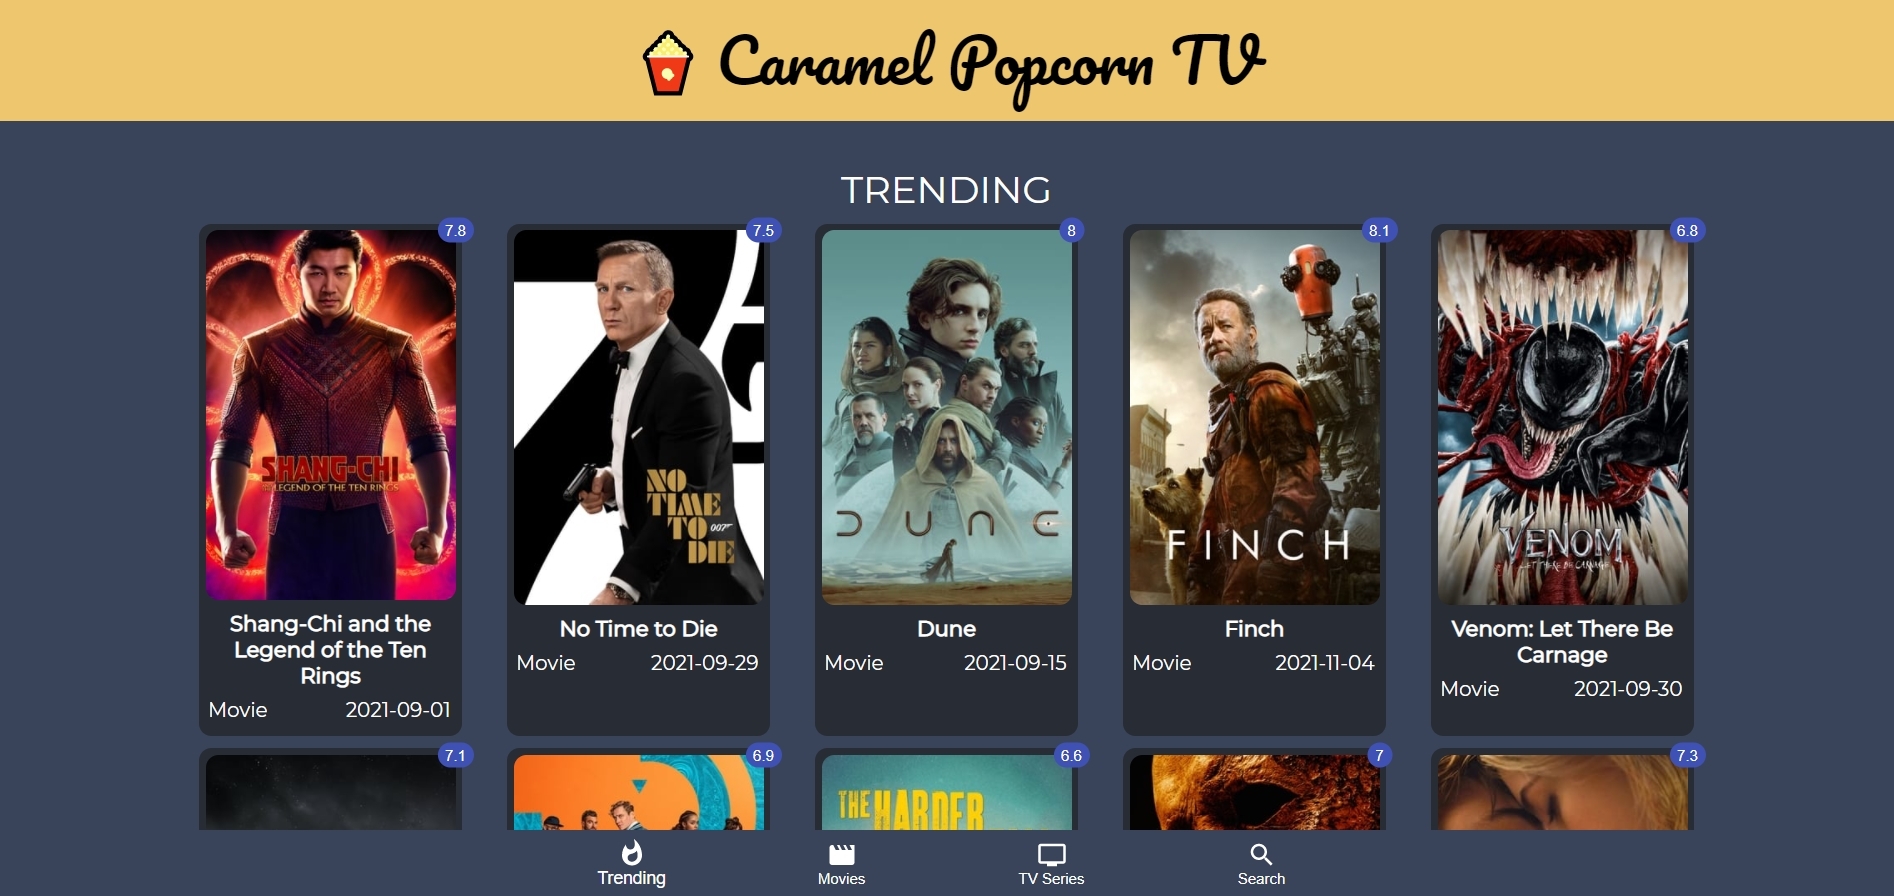 Caramel Popcorn TV
TRENDING
7.8
7.5
8
8.1
6.8
SHANG-CHI
LEGEND OF THE TEN RINGS
NO
TIME
TO 007
DIE
DUNE
FINCH
VENOM
LET THERE BE CARNAGE
Shang-Chi and the
Legend of the Ten
Rings
Movie 2021-09-01
No Time to Die
Movie 2021-09-29
Dune
Movie 2021-09-15
Finch
Movie 2021-11-04
Venom: Let There Be
Carnage
Movie 2021-09-30
7.1
6.9
6.6
7
7.3
THE HARDER
Trending
Movies
TV Series
Search